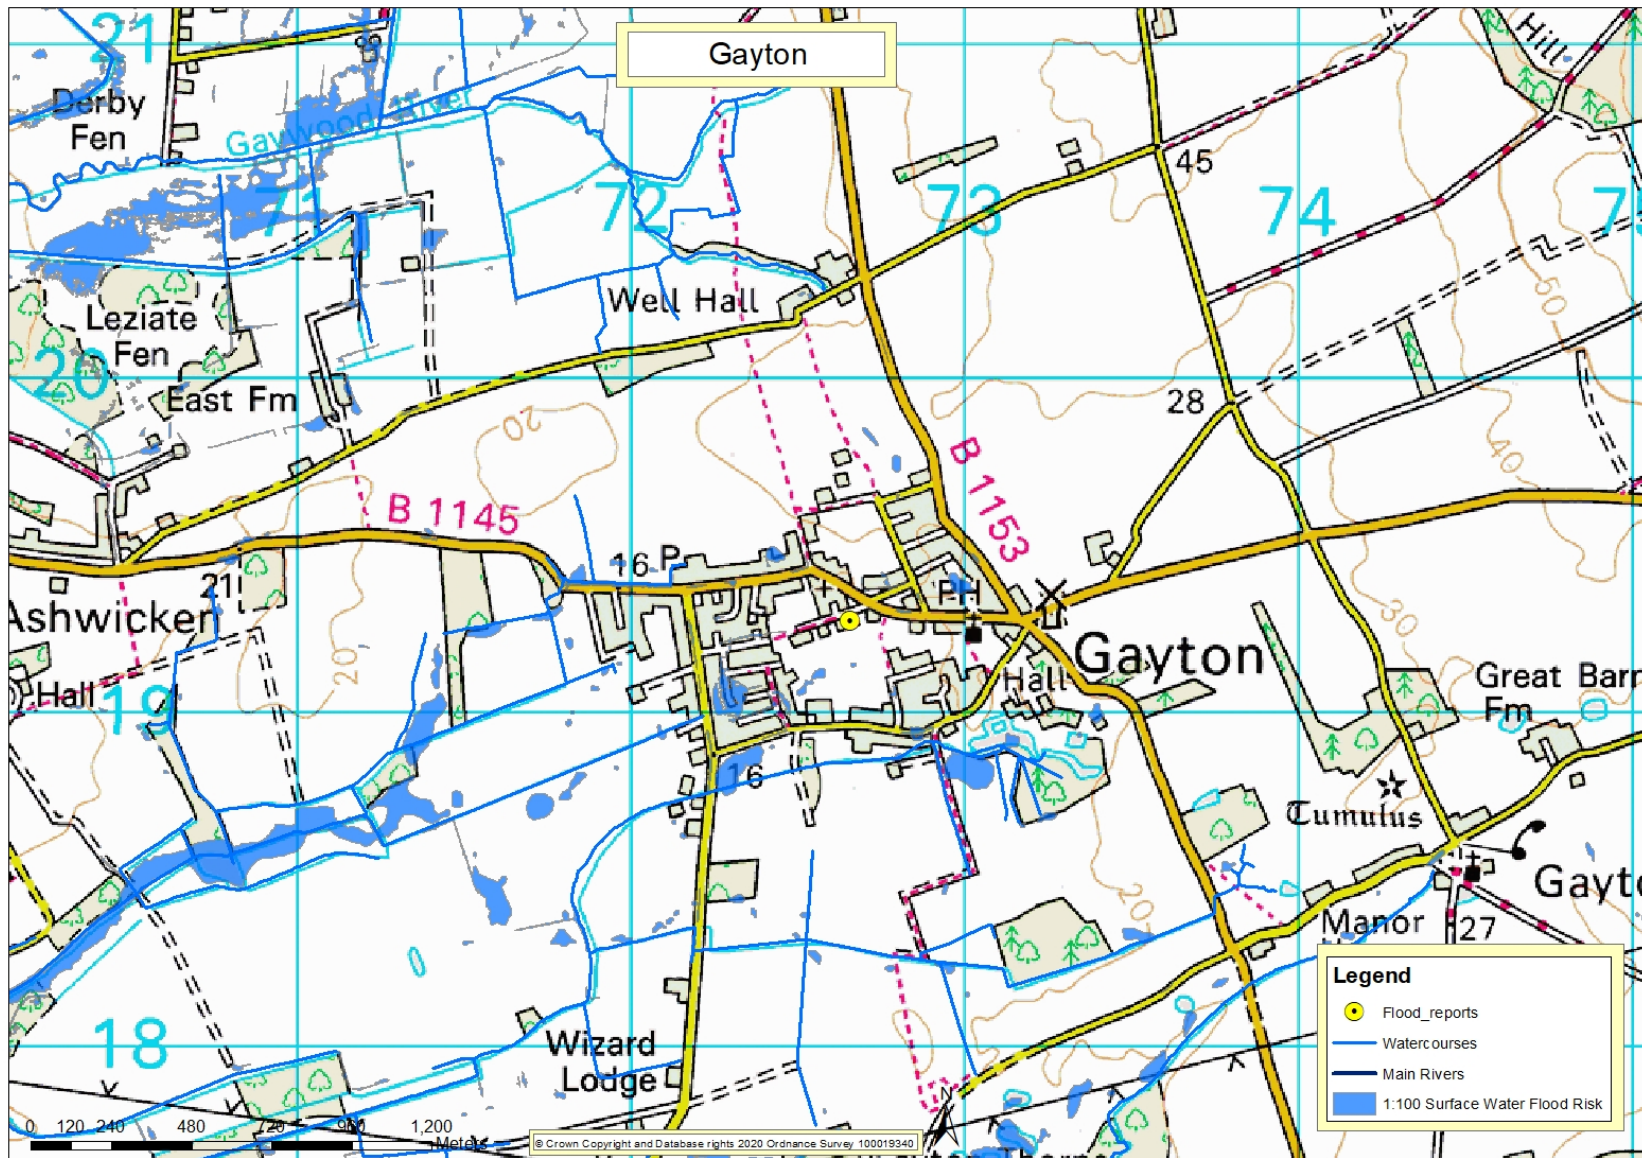 Gayton
21
Derby
Fen
Gaywood River
Hill
45
71
72
73
74
Leziate
Fen
Well Hall
50
20
East Fm
20
28
40
B 1145
B 1153
16
P
PH
21
Ashwicken
Gayton
30
20
Hall
19
Hall
Great Barn
Fm
16
Tumulus
20
Manor
27
18
Wizard
Lodge
Legend
Flood_reports
Watercourses
Main Rivers
1:100 Surface Water Flood Risk
N
0 120 240 480 720 960 1,200
Meters
© Crown Copyright and Database rights 2020 Ordnance Survey 100019340